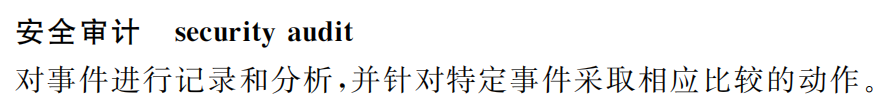 安全审计 security audit
对事件进行记录和分析,并针对特定事件采取相应比较的动作。